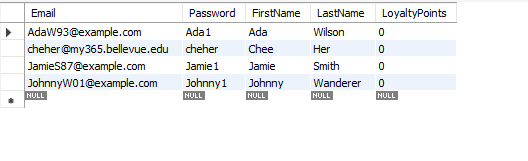 Email Password FirstName LastName LoyaltyPoints
AdaW93@example.com Ada1 Ada Wilson 0
cheher@my365.bellevue.edu cheher Chee Her 0
JamieS87@example.com Jamie1 Jamie Smith 0
JohnnyW01@example.com Johnny1 Johnny Wanderer 0
NULL NULL NULL NULL NULL